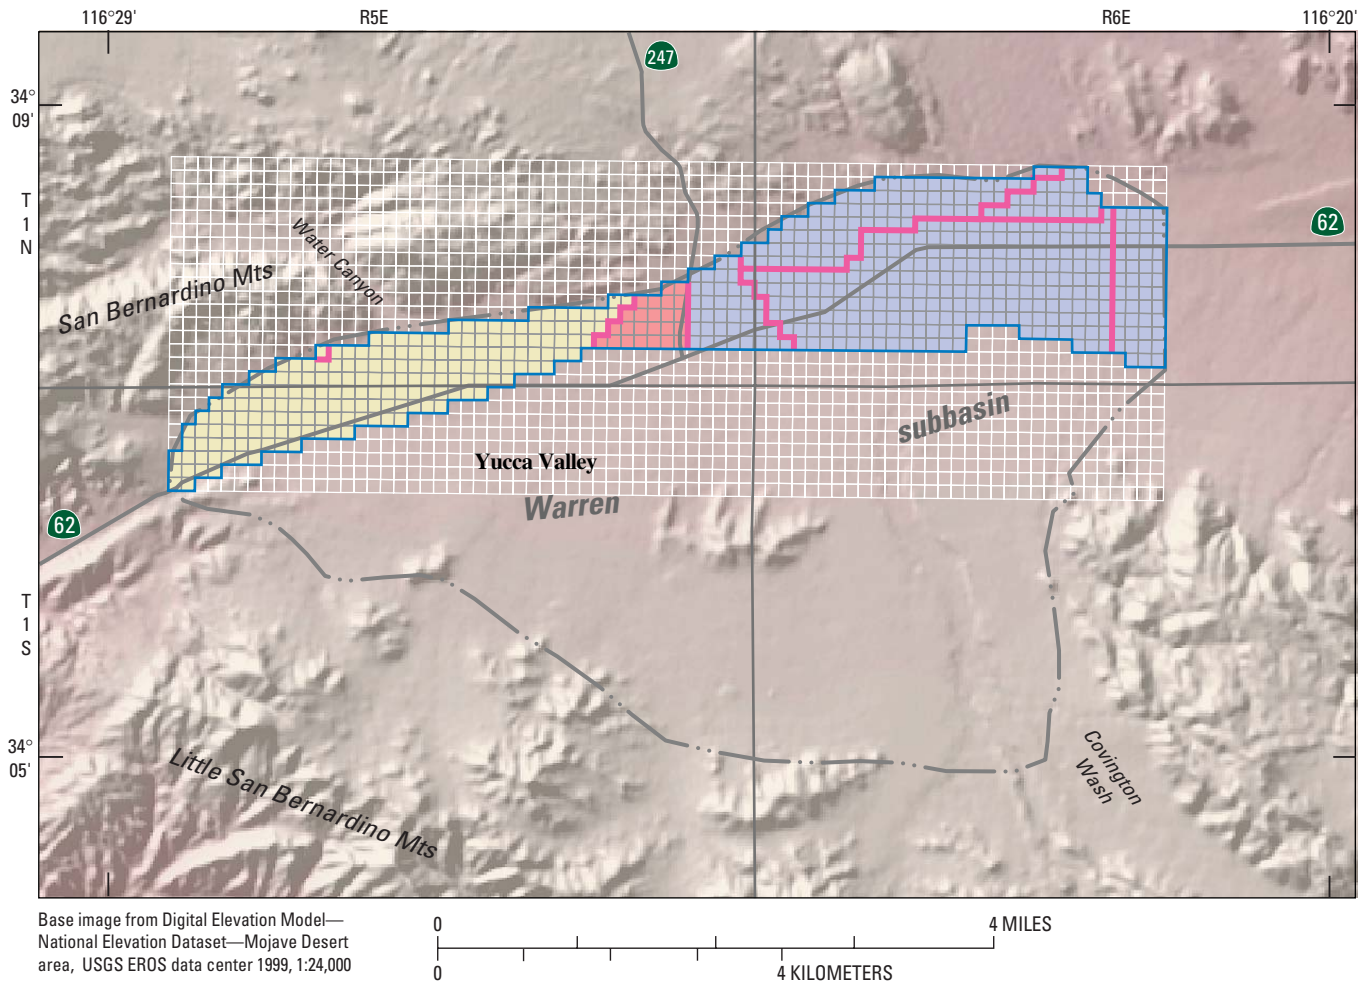 116°29'
R5E
R6E
116°20'
247
34°
09'
T
1
N
62
Water Canyon
San Bernardino Mts
subbasin
Yucca Valley
Warren
62
T
1
S
34°
05'
Little San Bernardino Mts
Covington
Wash
Base image from Digital Elevation Model—
National Elevation Dataset—Mojave Desert
area, USGS EROS data center 1999, 1:24,000
0
4 MILES
0
4 KILOMETERS